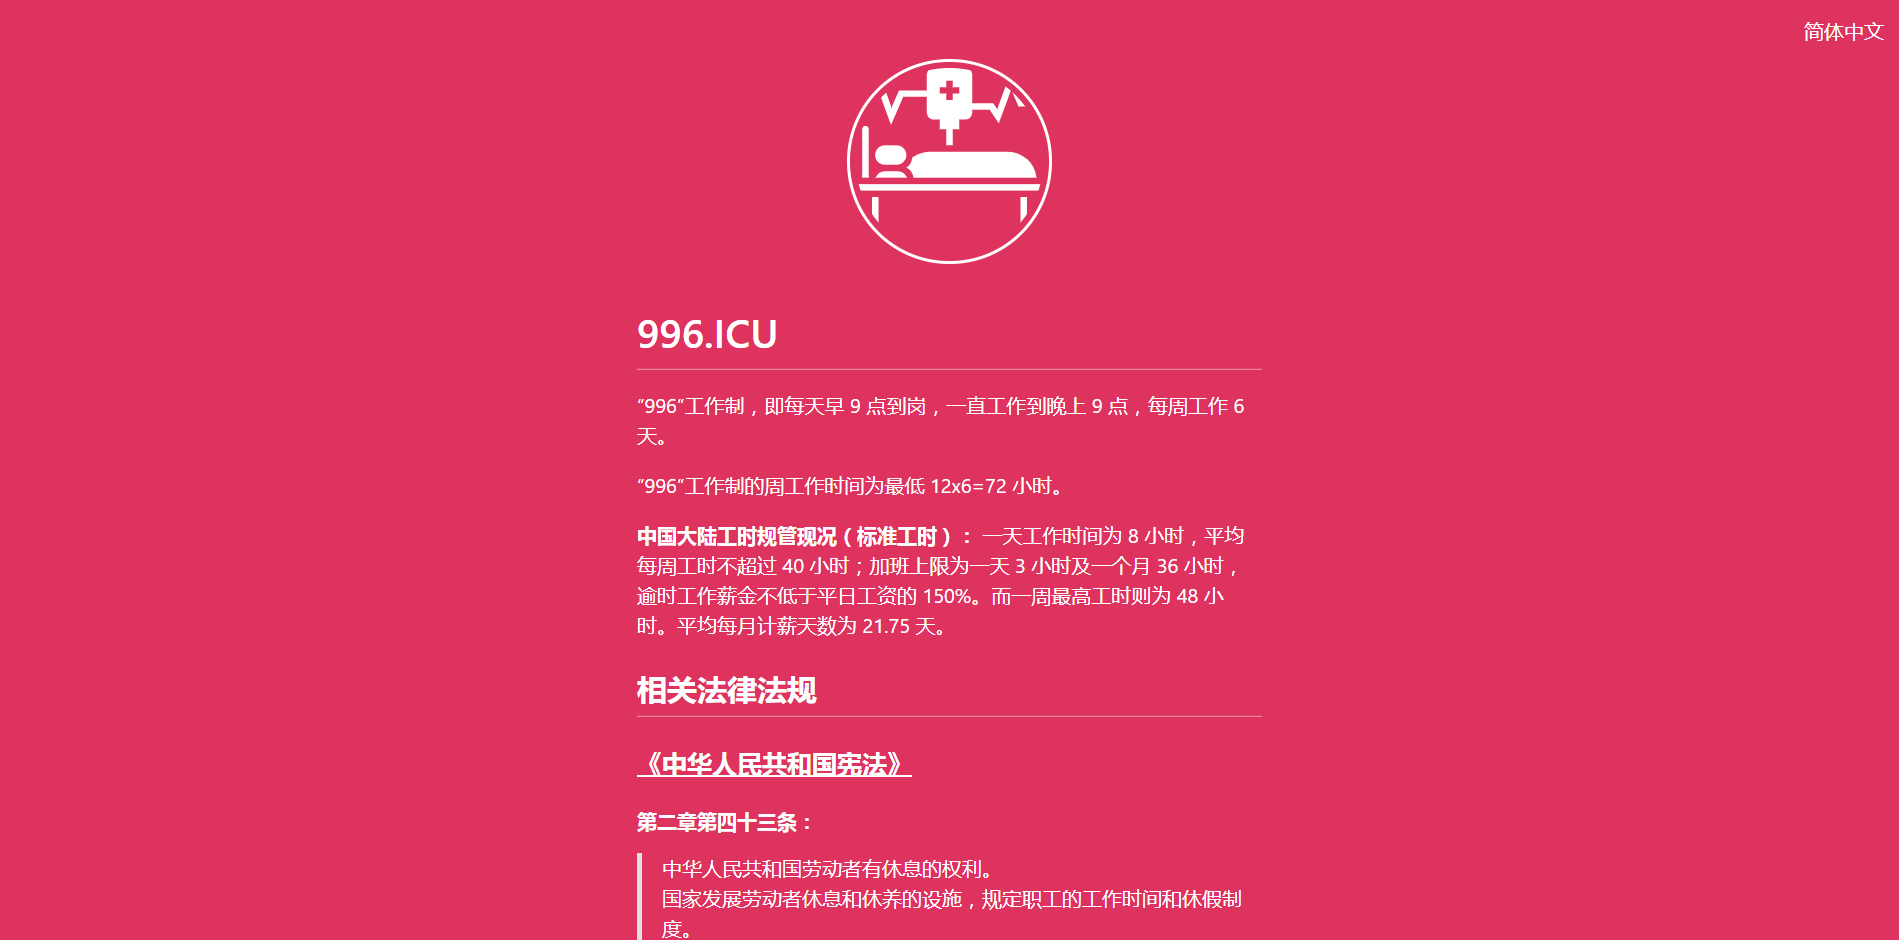 简体中文
996.ICU
“996”工作制，即每天早 9 点到岗，一直工作到晚上 9 点，每周工作 6
天。
“996”工作制的周工作时间为最低 12x6=72 小时。
中国大陆工时规管现况（标准工时）： 一天工作时间为 8 小时，平均
每周工时不超过 40 小时；加班上限为一天 3 小时及一个月 36 小时，
逾时工作薪金不低于平日工资的 150%。而一周最高工时则为 48 小
时。平均每月计薪天数为 21.75 天。
相关法律法规
《中华人民共和国宪法》
第二章第四十三条：
中华人民共和国劳动者有休息的权利。
国家发展劳动者休息和休养的设施，规定职工的工作时间和休假制
度。